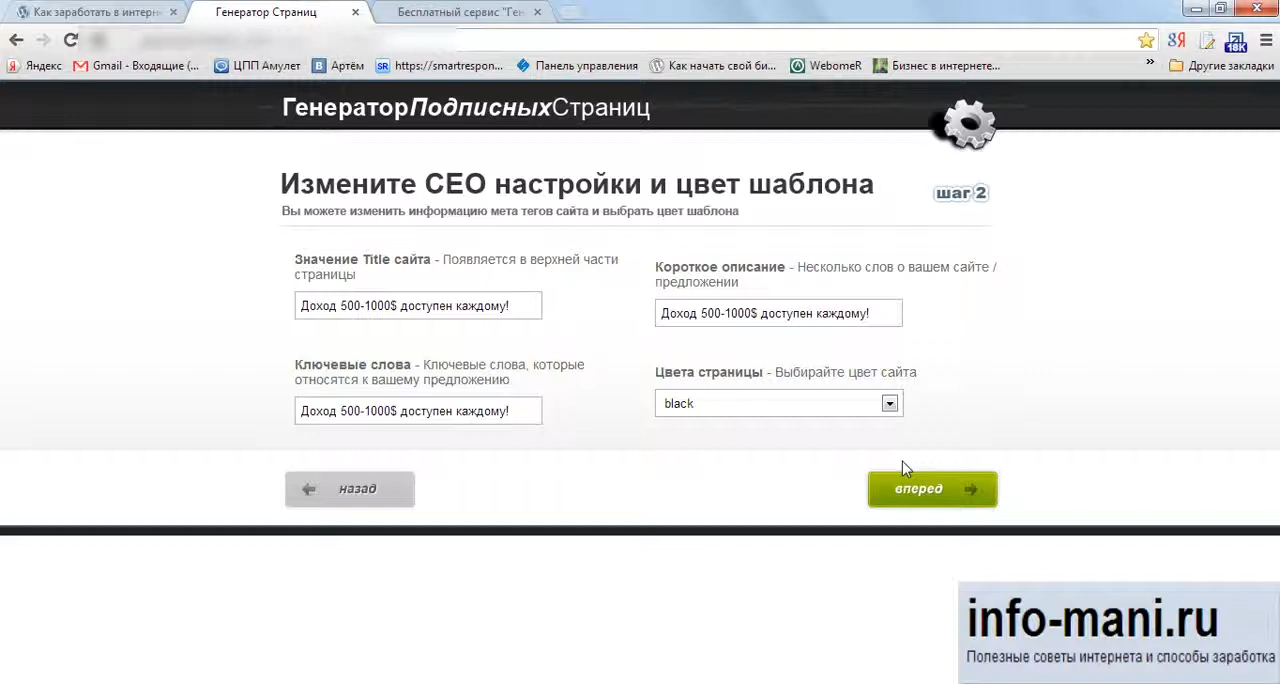 Как заработать в интерн
Генератор Страниц
Бесплатный сервис "Ген
Яндекс
Gmail - Входящие (...
ЦПП Амулет
Артём
https://smartrespon...
Панель управления
Как начать свой би...
WebomeR
Бизнес в интернете...
»
Другие закладки
ГенераторПодписныхСтраниц
Измените СЕО настройки и цвет шаблона
шаг 2
Вы можете изменить информацию мета тегов сайта и выбрать цвет шаблона
Значение Title сайта - Появляется в верхней части
страницы
Доход 500-1000$ доступен каждому!
Короткое описание - Несколько слов о вашем сайте /
предложении
Доход 500-1000$ доступен каждому!
Ключевые слова - Ключевые слова, которые
относятся к вашему предложению
Доход 500-1000$ доступен каждому!
Цвета страницы - Выбирайте цвет сайта
black
назад
вперед
info-mani.ru
Полезные советы интернета и способы заработка